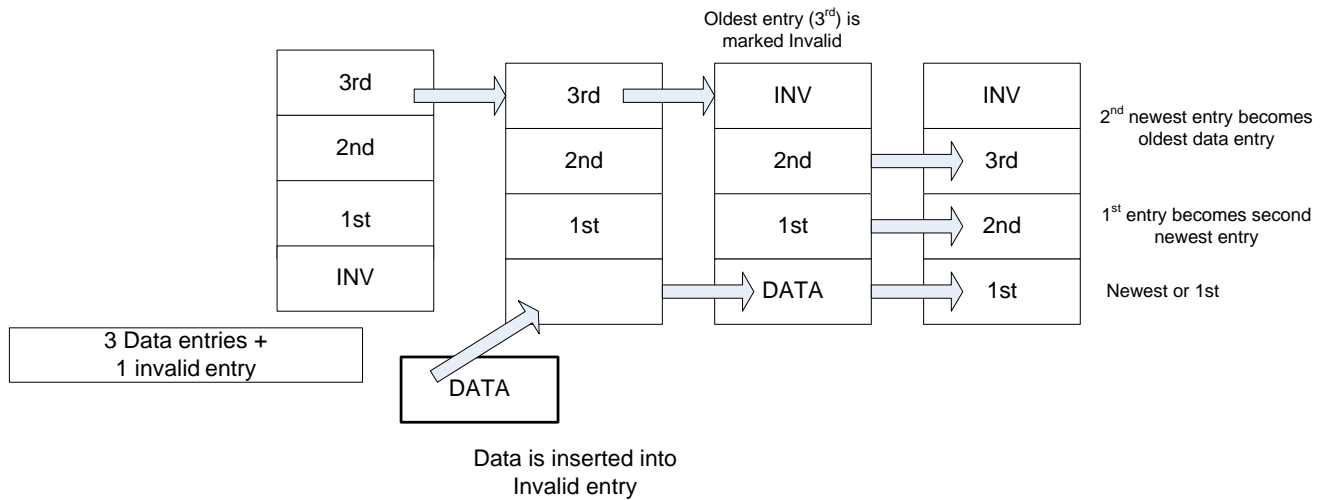 Oldest entry (3rd) is
marked Invalid
3rd
2nd
1st
INV
3rd
2nd
1st
INV
2nd
1st
DATA
INV
3rd
2nd
1st
2nd newest entry becomes
oldest data entry
1st entry becomes second
newest entry
Newest or 1st
3 Data entries +
1 invalid entry
DATA
Data is inserted into
Invalid entry